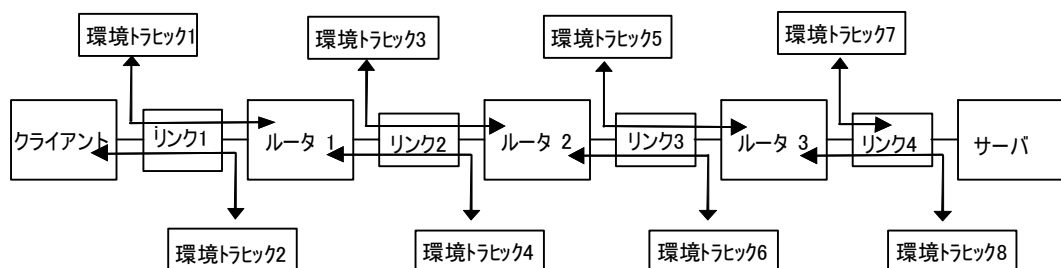 環境トラヒック1
環境トラヒック3
環境トラヒック5
環境トラヒック7
クライアント
リンク1
ルータ 1
リンク2
ルータ 2
リンク3
ルータ 3
リンク4
サーバ
環境トラヒック2
環境トラヒック4
環境トラヒック6
環境トラヒック8